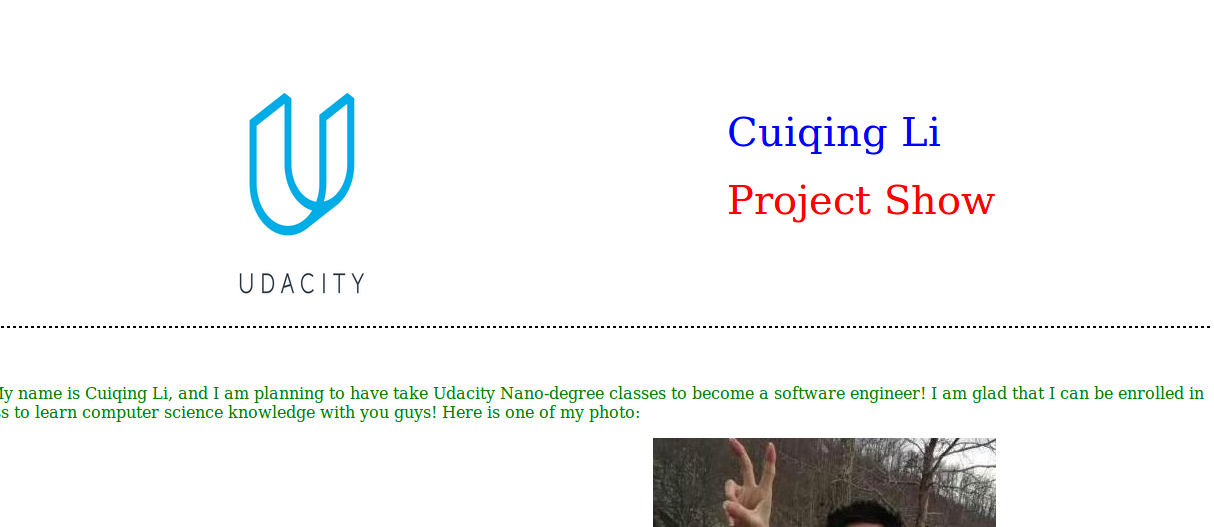 UDACITY
Cuiqing Li
Project Show
name is Cuiqing Li, and I am planning to have take Udacity Nano-degree classes to become a software engineer! I am glad that I can be enrolled in
to learn computer science knowledge with you guys! Here is one of my photo: